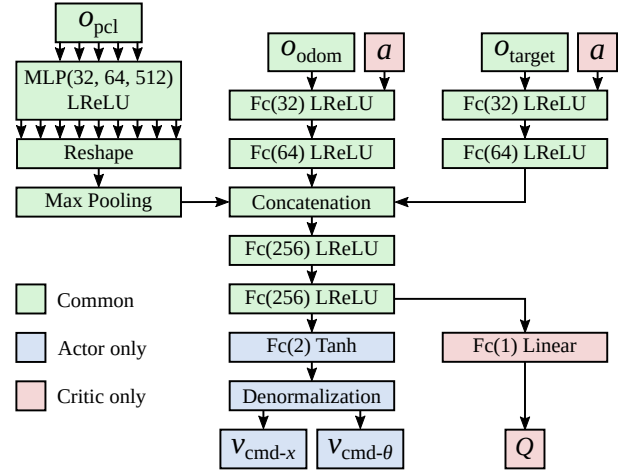 o_pcl
MLP(32, 64, 512)
LReLU
Reshape
Max Pooling
o_odom
a
Fc(32) LReLU
Fc(64) LReLU
o_target
a
Fc(32) LReLU
Fc(64) LReLU
Concatenation
Fc(256) LReLU
Fc(256) LReLU
Fc(2) Tanh
Denormalization
v_cmd-x
v_cmd-θ
Fc(1) Linear
Q
Common
Actor only
Critic only